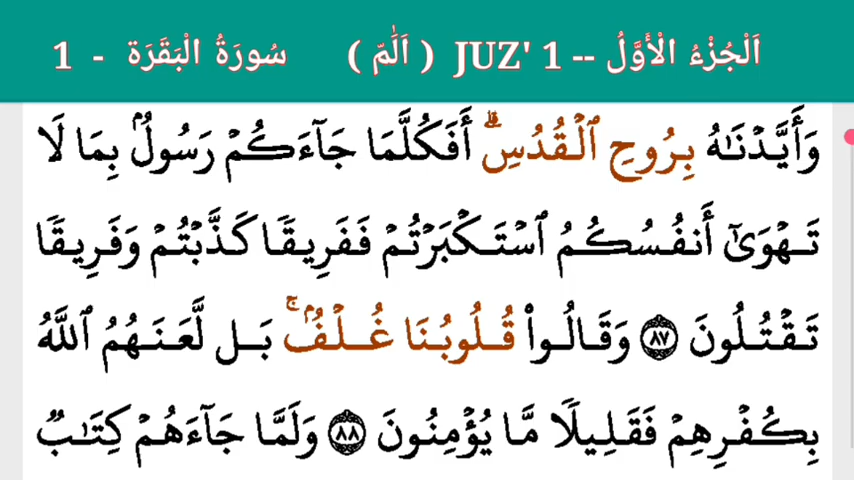 اَلْجُزْءُ الْأَوَّلُ -- JUZ' 1 ( اَلٰمّ ) سُورَةُ الْبَقَرَة - 1
وَأَيَّدْنَٰهُ بِرُوحِ ٱلْقُدُسِ ۗ أَفَكُلَّمَا جَآءَكُمْ رَسُولٌۢ بِمَا لَا
تَهْوَىٰٓ أَنفُسُكُمُ ٱسْتَكْبَرْتُمْ فَفَرِيقًا كَذَّبْتُمْ وَفَرِيقًا
تَقْتُلُونَ ٨٧ وَقَالُوا۟ قُلُوبُنَا غُلْفٌۢ ۚ بَل لَّعَنَهُمُ ٱللَّهُ
بِكُفْرِهِمْ فَقَلِيلًا مَّا يُؤْمِنُونَ ٨٨ وَلَمَّا جَآءَهُمْ كِتَٰبٌ